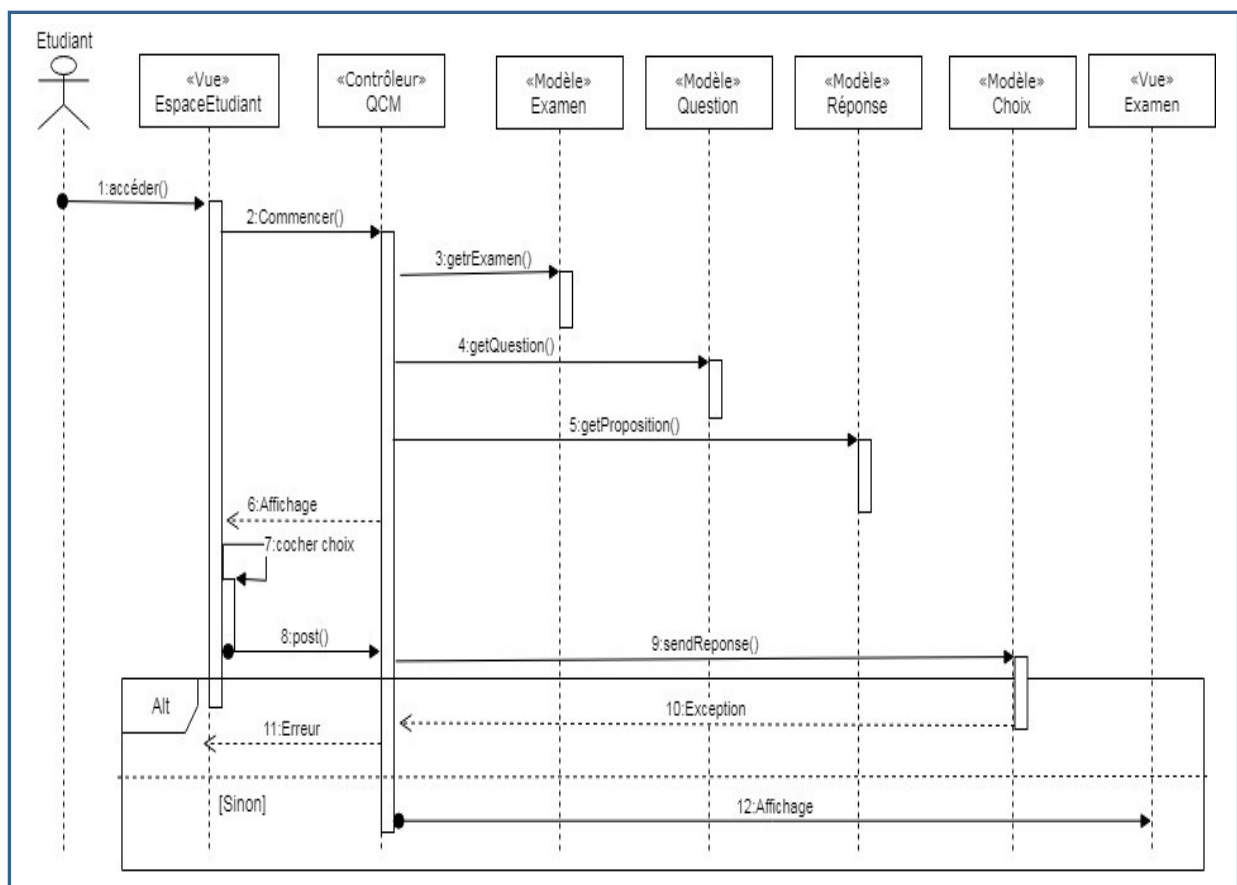 Etudiant
«Vue»
EspaceEtudiant
«Contrôleur»
QCM
«Modèle»
Examen
«Modèle»
Question
«Modèle»
Réponse
«Modèle»
Choix
«Vue»
Examen
1:accéder()
2:Commencer()
3:getrExamen()
4:getQuestion()
5:getProposition()
6:Affichage
7:cocher choix
8:post()
9:sendReponse()
Alt
10:Exception
11:Erreur
[Sinon]
12:Affichage